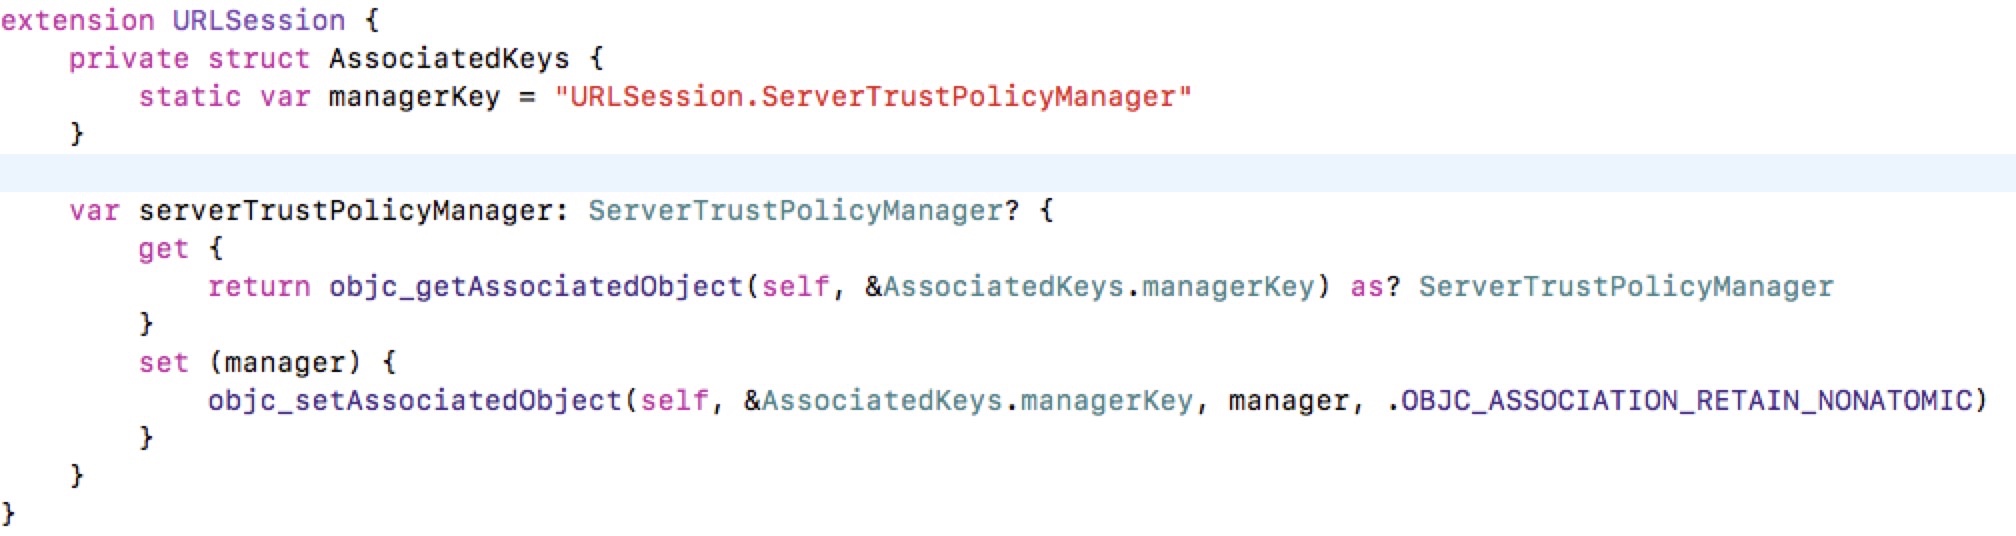 extension URLSession {
    private struct AssociatedKeys {
        static var managerKey = "URLSession.ServerTrustPolicyManager"
    }

    var serverTrustPolicyManager: ServerTrustPolicyManager? {
        get {
            return objc_getAssociatedObject(self, &AssociatedKeys.managerKey) as? ServerTrustPolicyManager
        }
        set (manager) {
            objc_setAssociatedObject(self, &AssociatedKeys.managerKey, manager, .OBJC_ASSOCIATION_RETAIN_NONATOMIC)
        }
    }
}